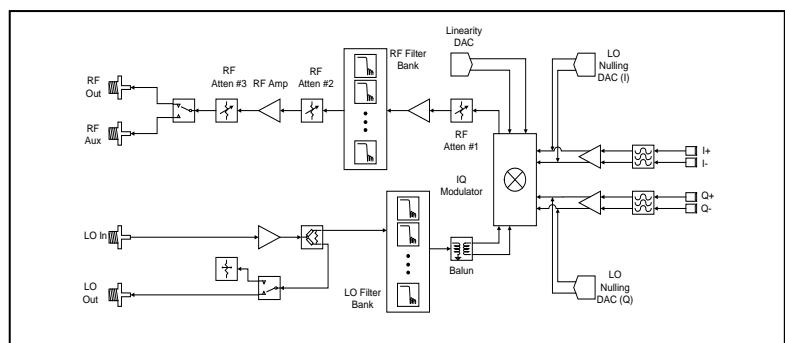 Linearity
DAC
LO
Nulling
DAC (I)
RF Filter
Bank
RF
Atten #3
RF Amp
RF
Atten #2
RF
Out
RF
Aux
RF
Atten #1
I+
I-
IQ
Modulator
Q+
Q-
LO In
LO
Out
Balun
LO Filter
Bank
LO
Nulling
DAC (Q)